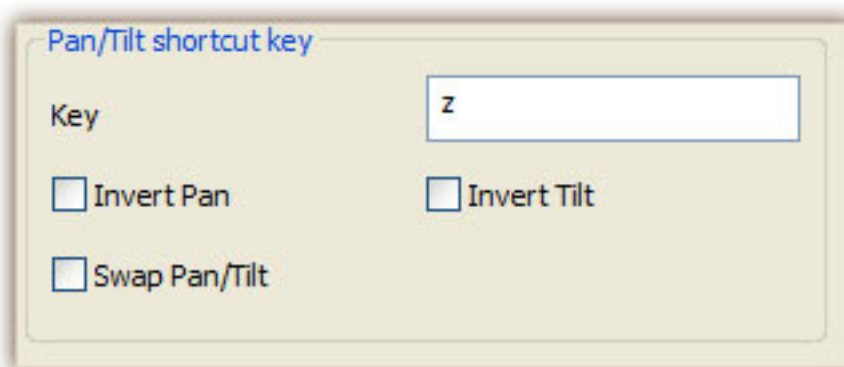 Pan/Tilt shortcut key
Key z
Invert Pan Invert Tilt
Swap Pan/Tilt